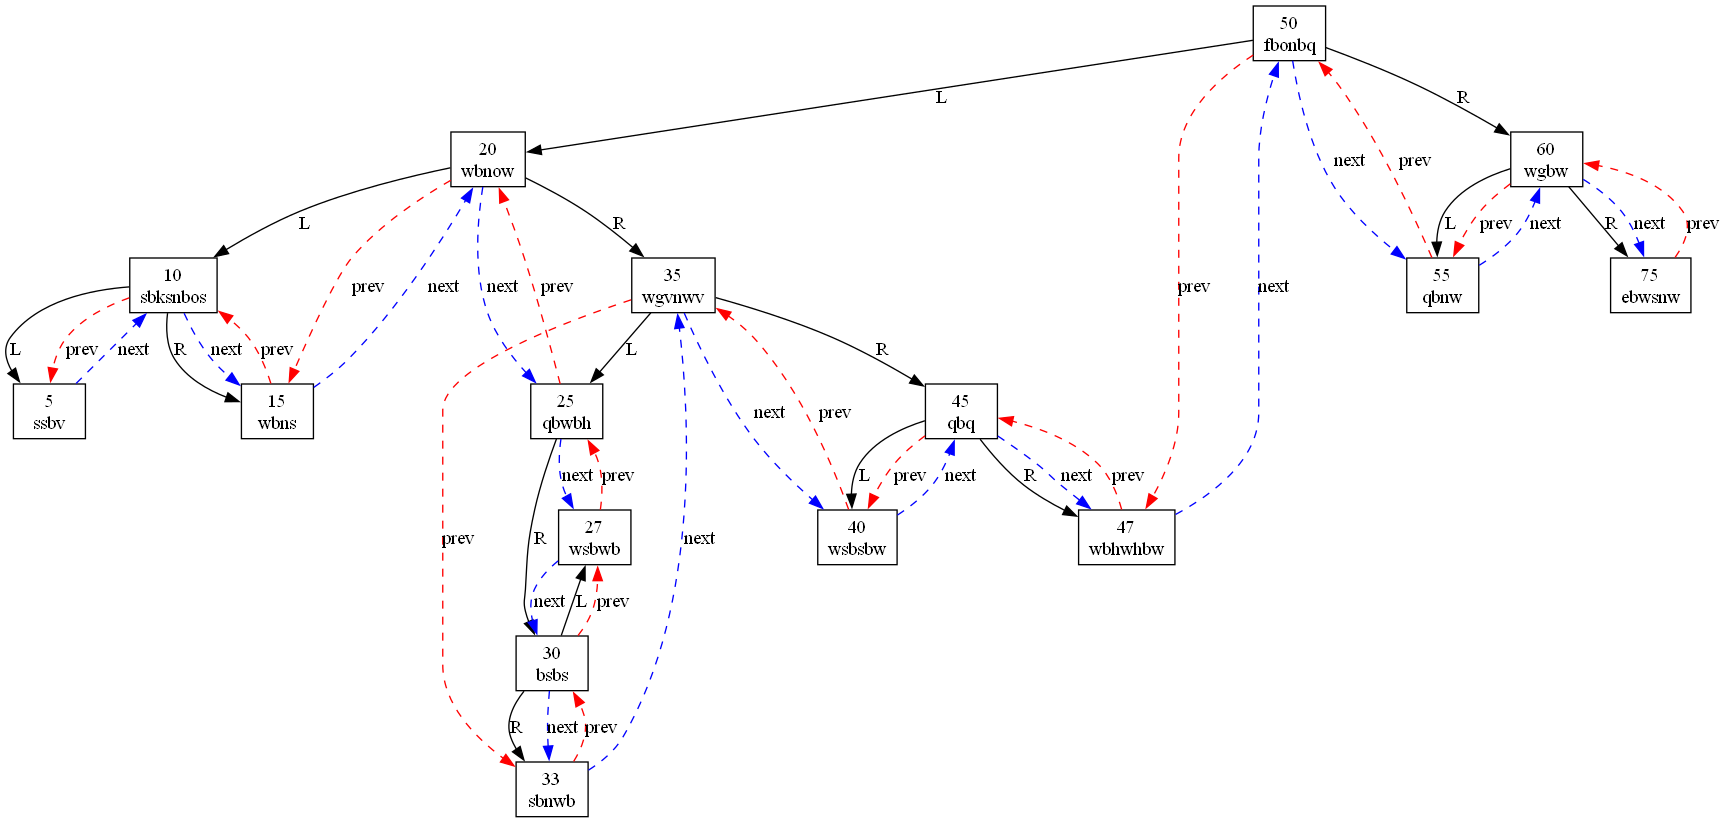 50
fbonbq
L
R
20
wbnow
next
prev
60
wgbw
L
R
prev
next
prev
next
L
prev
next
R
prev
10
sbksnbos
prev
next
next
prev
35
wgvnwv
55
qbnw
75
ebwsnw
L
prev
next
R
next
prev
L
R
5
ssbv
15
wbns
25
qbwbh
next
prev
45
qbq
next
prev
L
prev
next
R
next
prev
prev
R
27
wsbwb
next
40
wsbsbw
47
wbhwhbw
next
L
prev
30
bsbs
R
next
prev
33
sbnwb